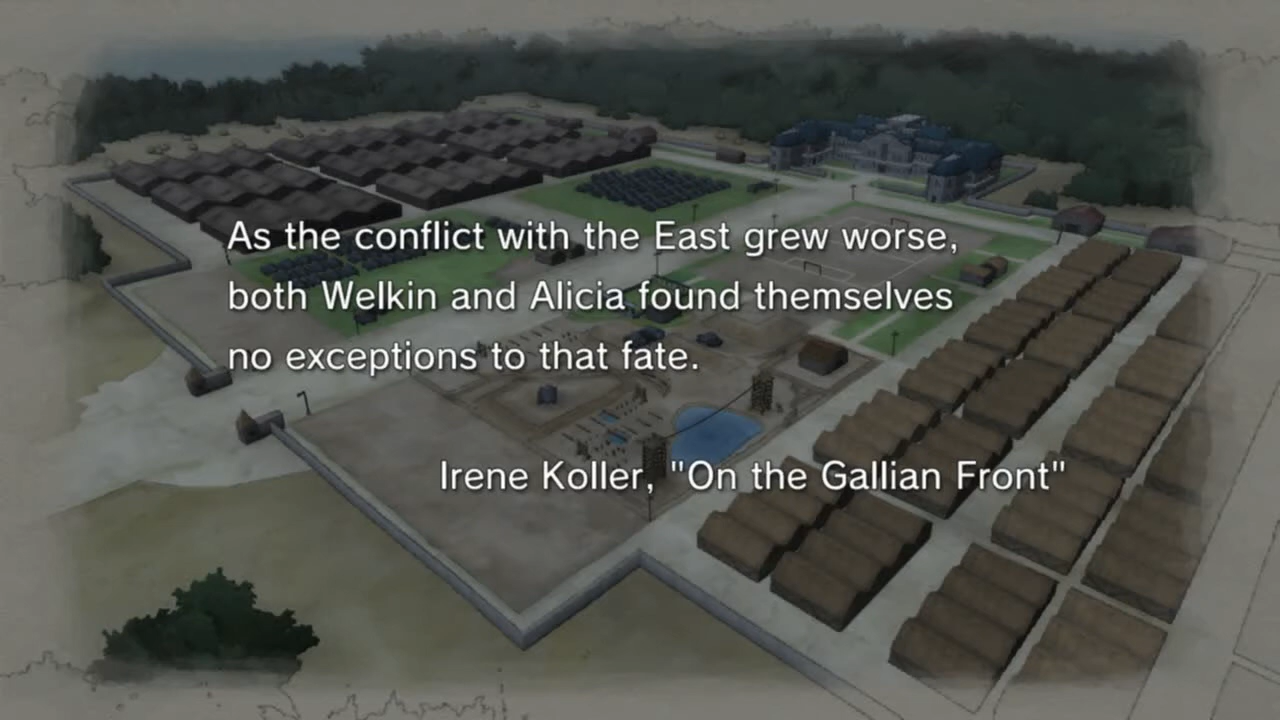 As the conflict with the East grew worse,
both Welkin and Alicia found themselves
no exceptions to that fate.
Irene Koller, "On the Gallian Front"